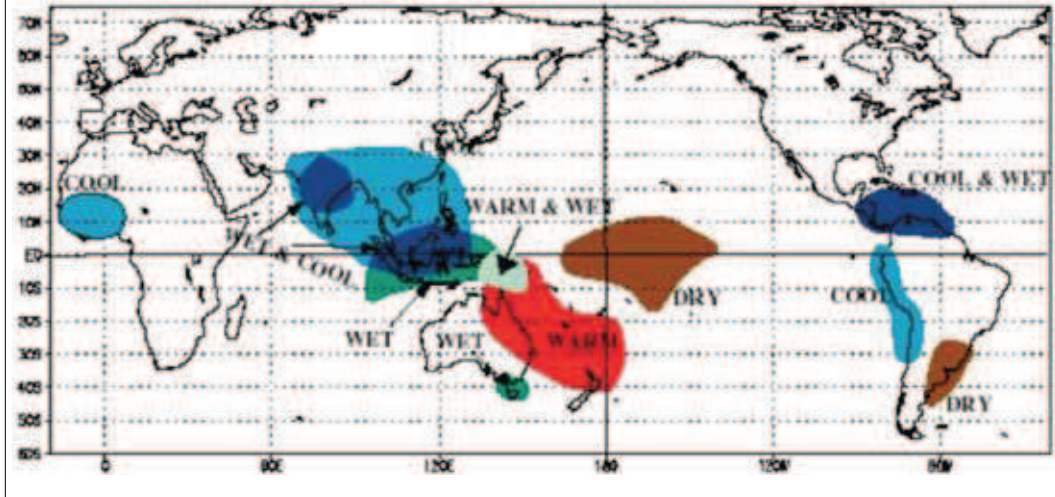 70N
60N
50N
40N
30N
20N
10N
EQ
10S
20S
30S
40S
50S
60S
COOL
COOL
COOL & WET
WARM & WET
WET & COOL
COOL
DRY
WET
WET
WARM
DRY
0
60E
120E
180
120W
60W